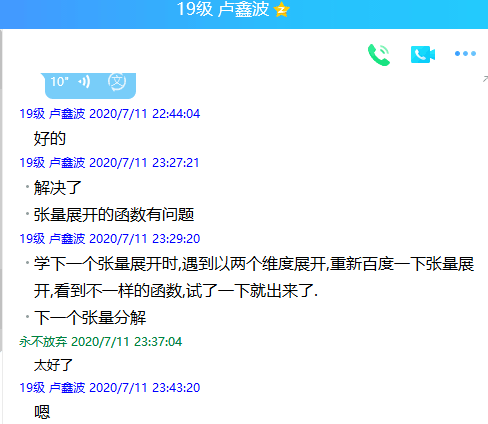 19级 卢鑫波
10"
文
19级 卢鑫波 2020/7/11 22:44:04
好的
19级 卢鑫波 2020/7/11 23:27:21
解决了
张量展开的函数有问题
19级 卢鑫波 2020/7/11 23:29:20
学下一个张量展开时,遇到以两个维度展开,重新百度一下张量展
开,看到不一样的函数,试了一下就出来了.
下一个张量分解
永不放弃 2020/7/11 23:37:04
太好了
19级 卢鑫波 2020/7/11 23:43:20
嗯